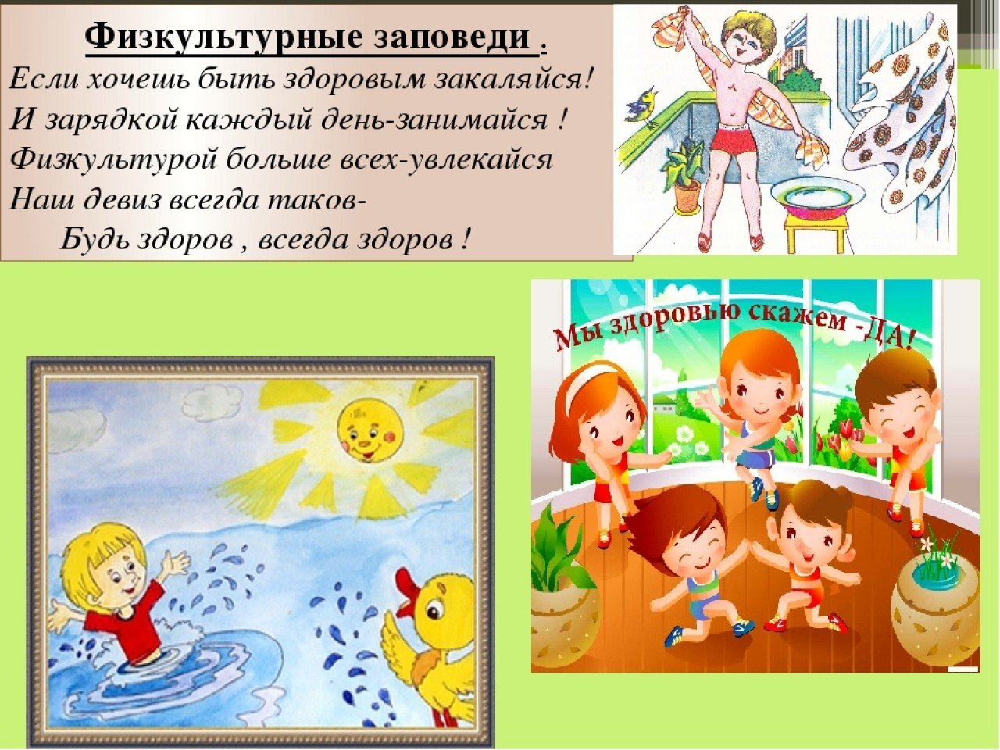 Физкультурные заповеди .
Если хочешь быть здоровым закаляйся!
И зарядкой каждый день-занимайся !
Физкультурой больше всех-увлекайся
Наш девиз всегда таков-
Будь здоров , всегда здоров !
Мы здоровью скажем -ДА!